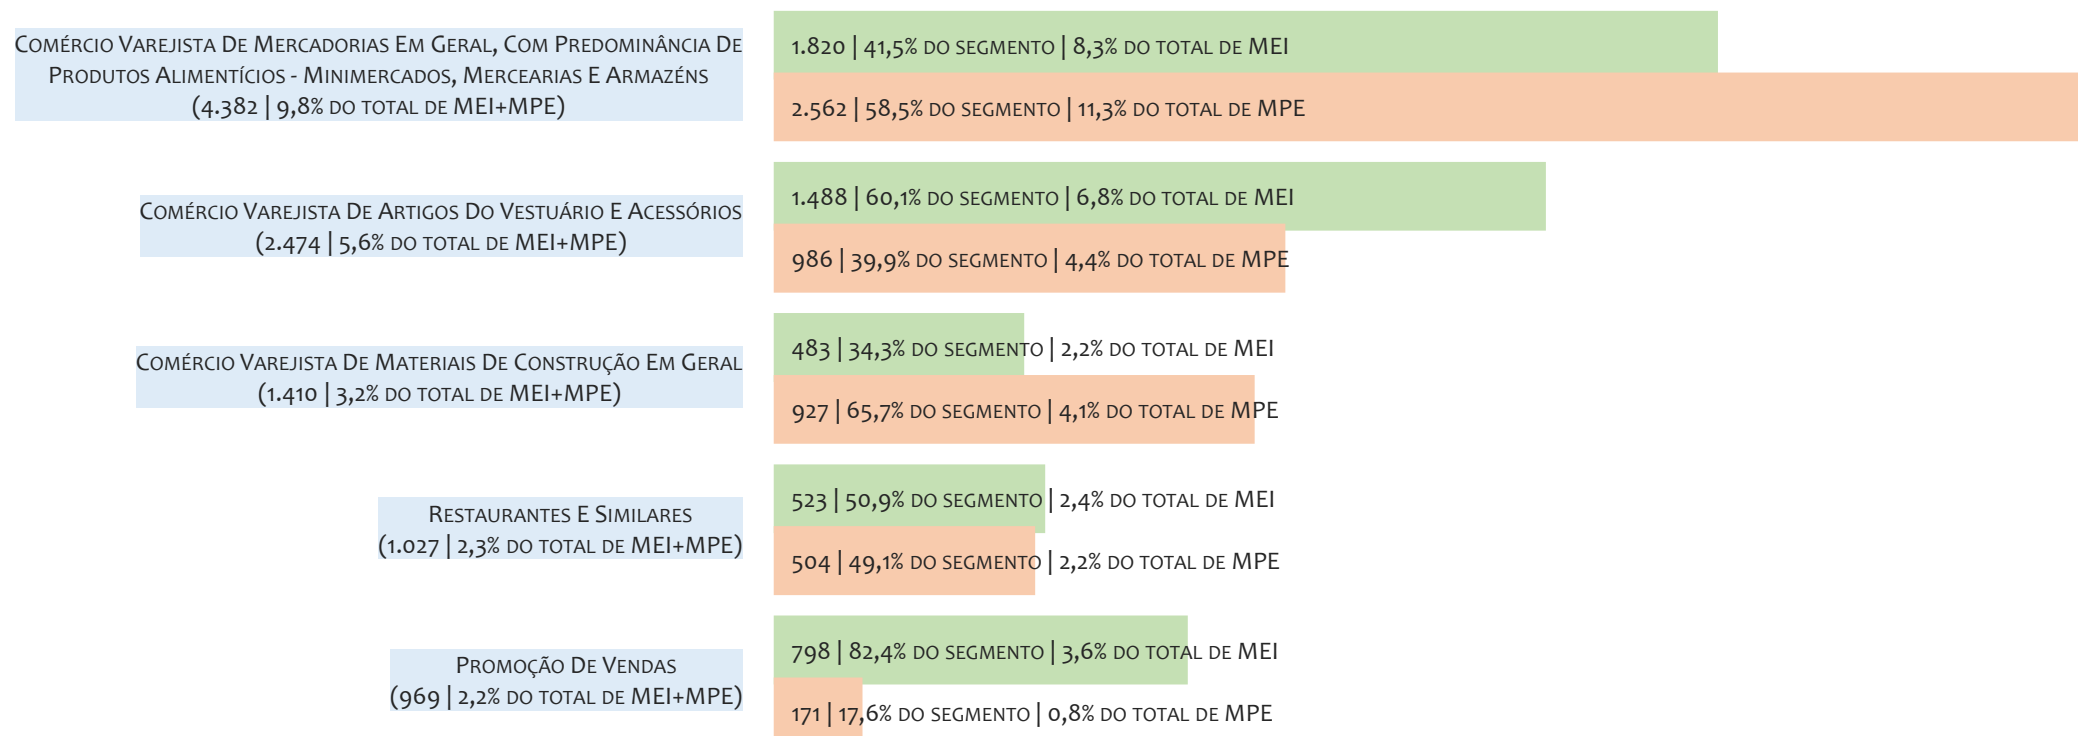 Comércio Varejista De Mercadorias Em Geral, Com Predominância De
Produtos Alimentícios - Minimercados, Mercearias E Armazéns
(4.382 | 9,8% do total de MEI+MPE)
1.820 | 41,5% do segmento | 8,3% do total de MEI
2.562 | 58,5% do segmento | 11,3% do total de MPE
Comércio Varejista De Artigos Do Vestuário E Acessórios
(2.474 | 5,6% do total de MEI+MPE)
1.488 | 60,1% do segmento | 6,8% do total de MEI
986 | 39,9% do segmento | 4,4% do total de MPE
Comércio Varejista De Materiais De Construção Em Geral
(1.410 | 3,2% do total de MEI+MPE)
483 | 34,3% do segmento | 2,2% do total de MEI
927 | 65,7% do segmento | 4,1% do total de MPE
Restaurantes E Similares
(1.027 | 2,3% do total de MEI+MPE)
523 | 50,9% do segmento | 2,4% do total de MEI
504 | 49,1% do segmento | 2,2% do total de MPE
Promoção De Vendas
(969 | 2,2% do total de MEI+MPE)
798 | 82,4% do segmento | 3,6% do total de MEI
171 | 17,6% do segmento | 0,8% do total de MPE